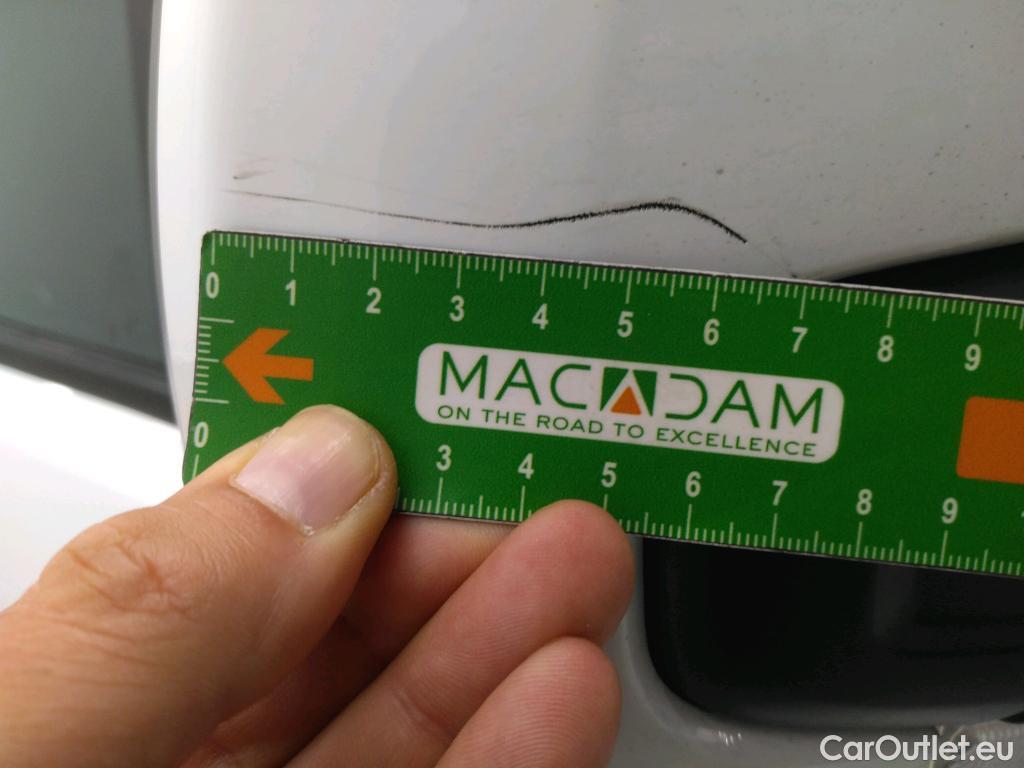 0 1 2 3 4 5 6 7 8 9
MACADAM
ON THE ROAD TO EXCELLENCE
0 3 4 5 6 7 8 9
CarOutlet.eu